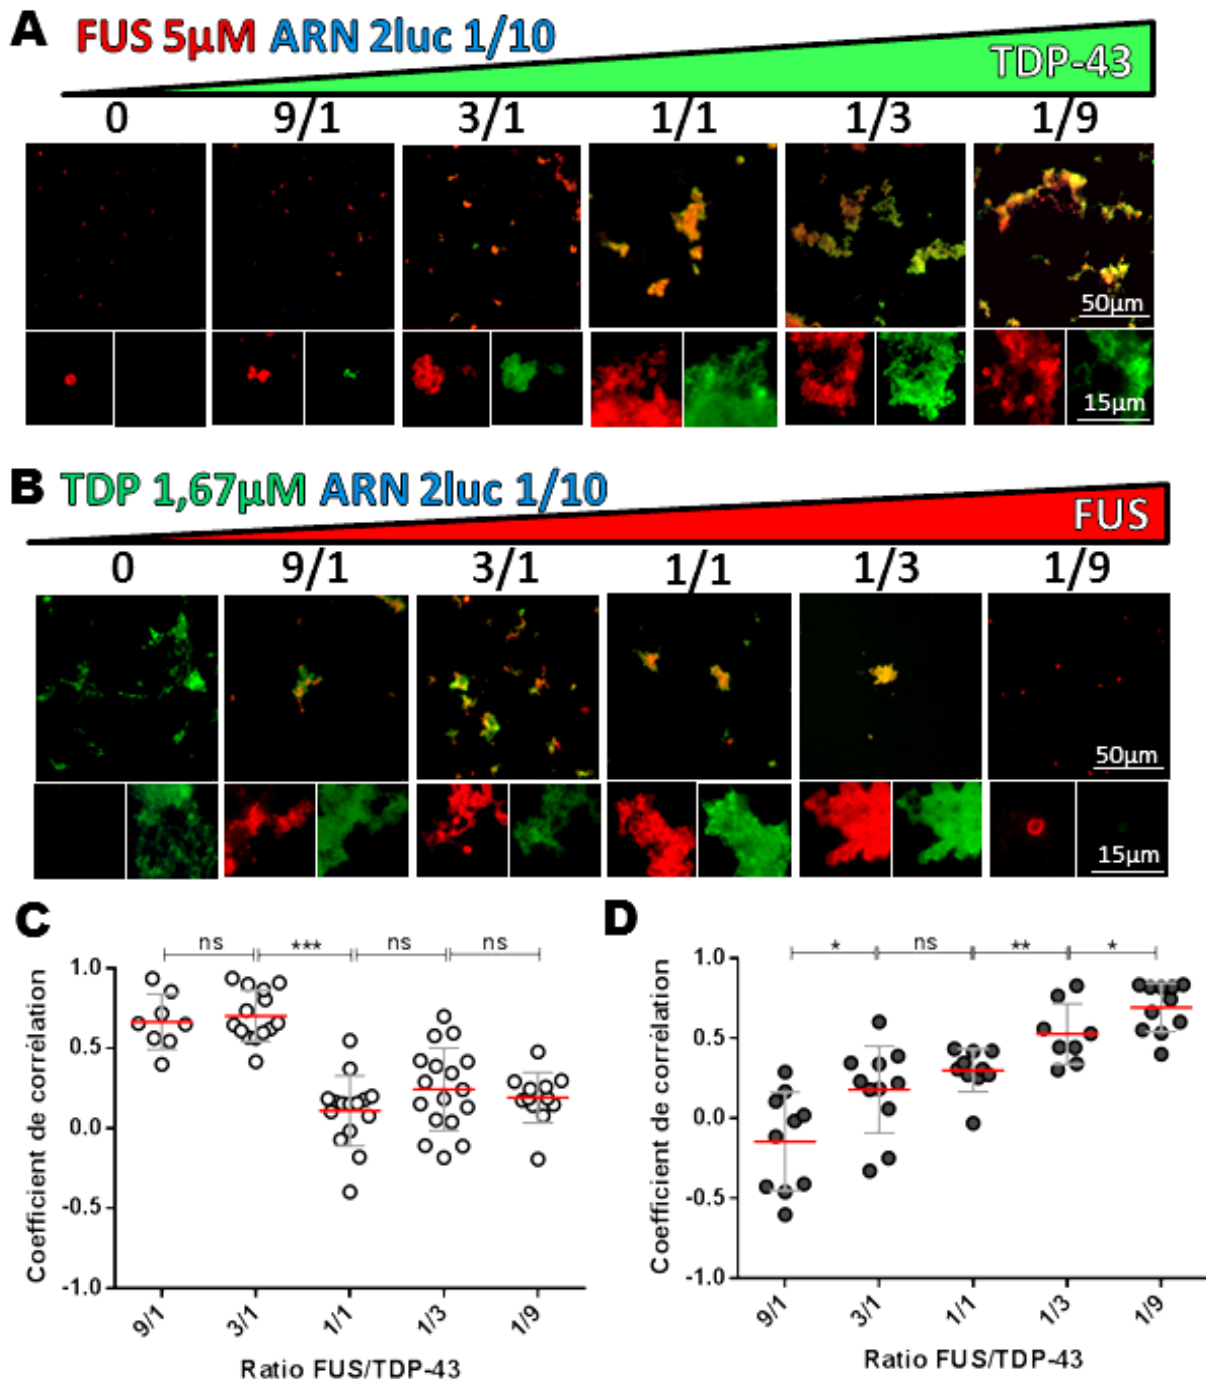 A FUS 5µM ARN 2luc 1/10
TDP-43
0 9/1 3/1 1/1 1/3 1/9
50µm
15µm
B TDP 1,67µM ARN 2luc 1/10
FUS
0 9/1 3/1 1/1 1/3 1/9
50µm
15µm
C
ns *** ns ns
Coefficient de corrélation
1.0
0.5
0.0
-0.5
-1.0
9/1 3/1 1/1 1/3 1/9
Ratio FUS/TDP-43
D
* ns ** *
Coefficient de corrélation
1.0
0.5
0.0
-0.5
-1.0
9/1 3/1 1/1 1/3 1/9
Ratio FUS/TDP-43